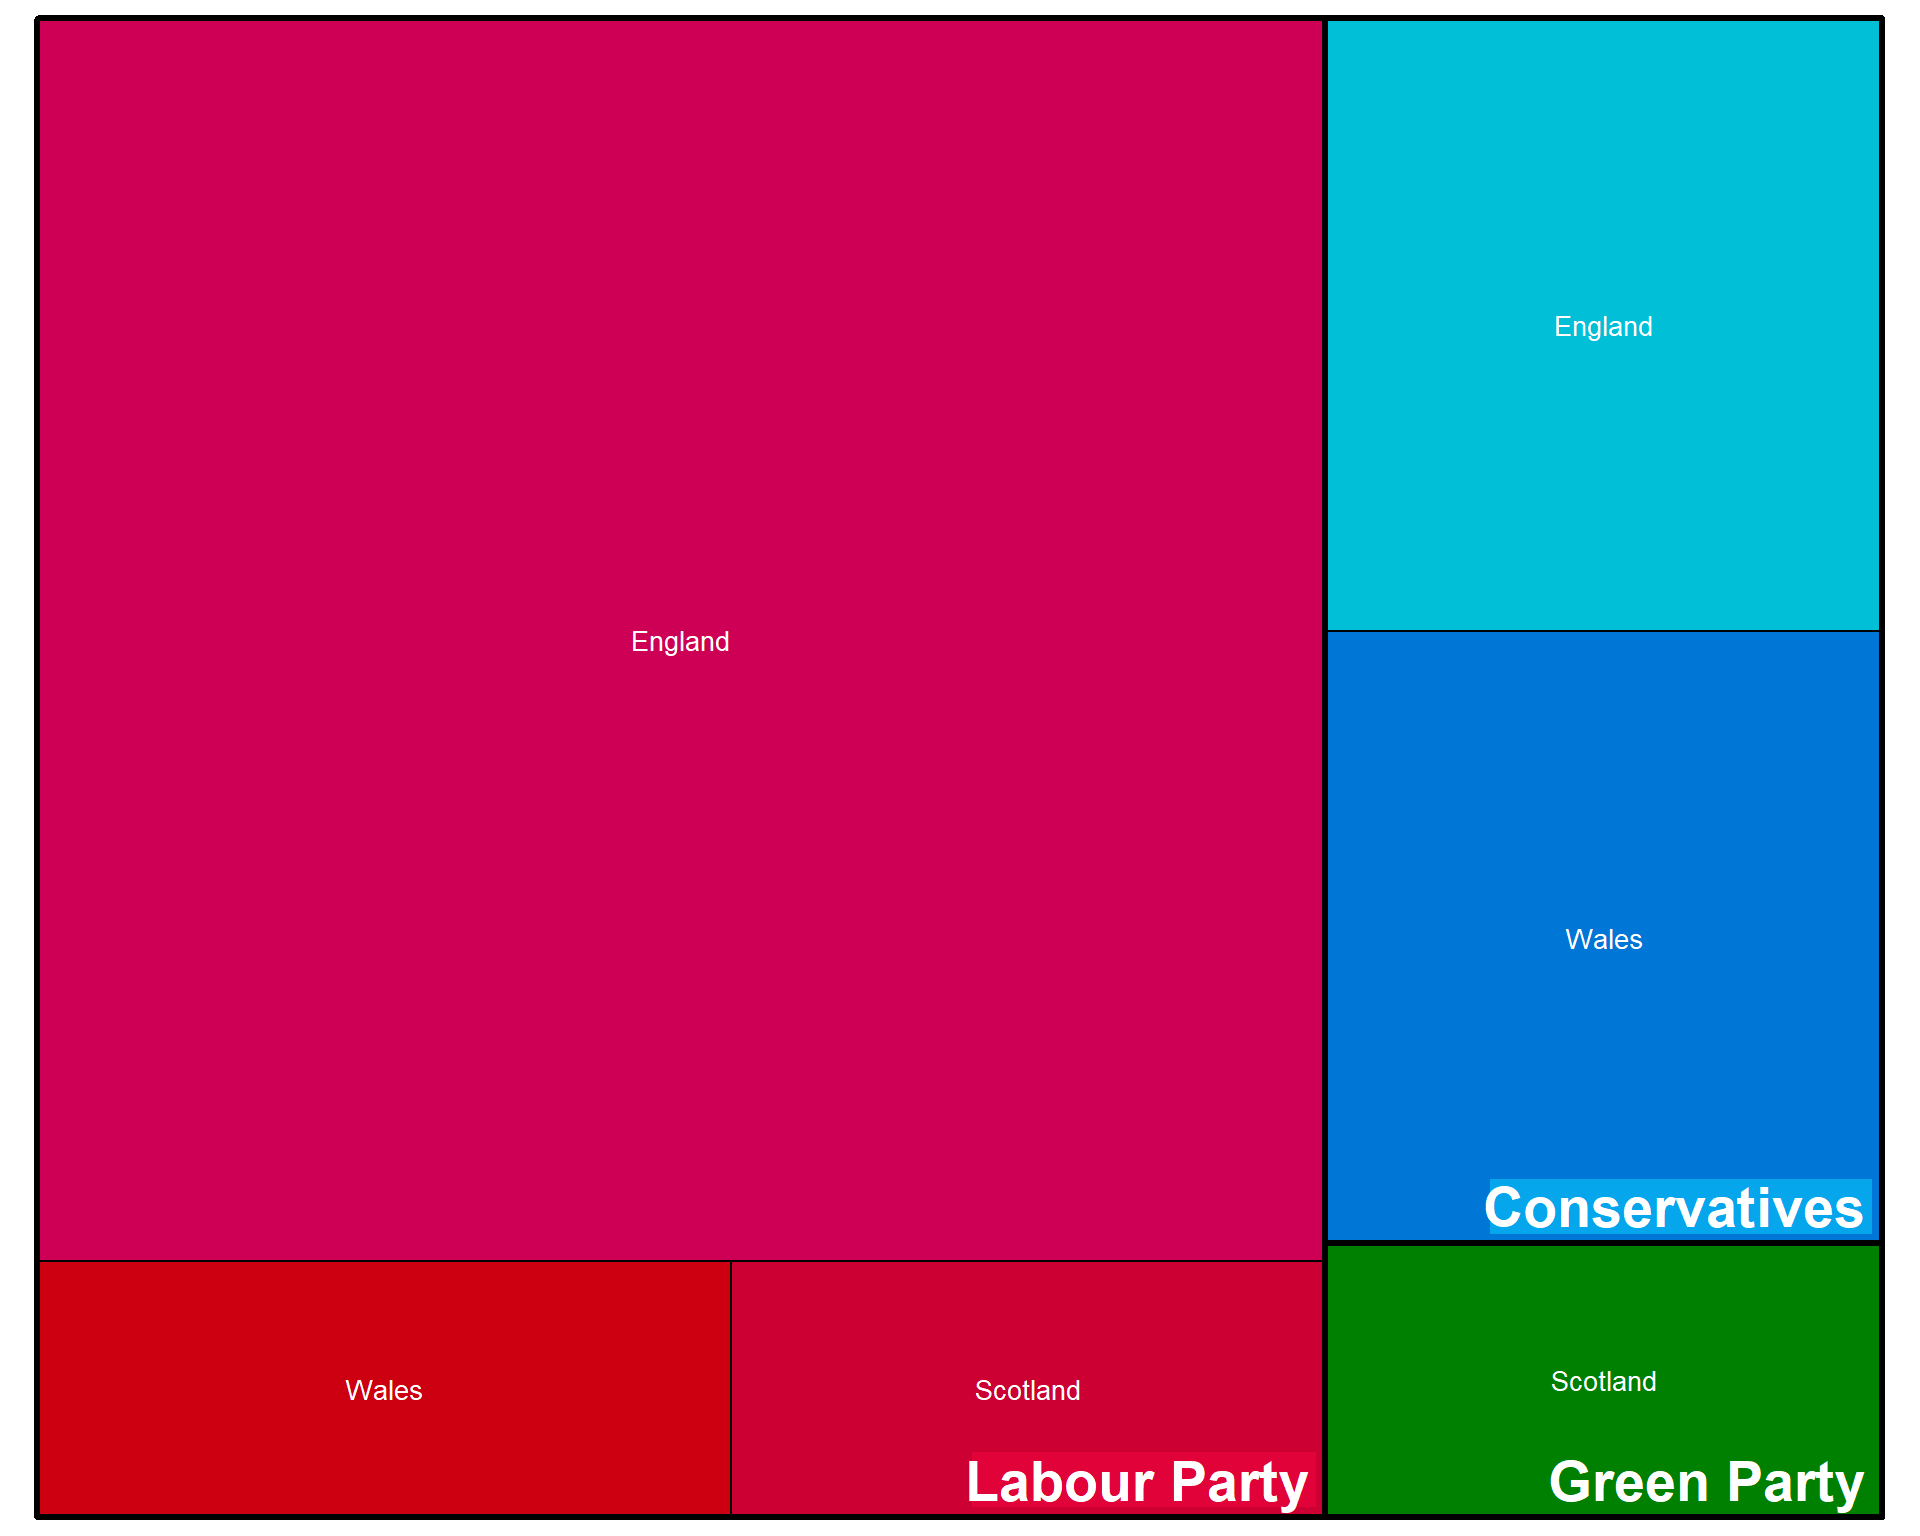 England
Wales
Scotland
Labour Party
England
Wales
Conservatives
Scotland
Green Party